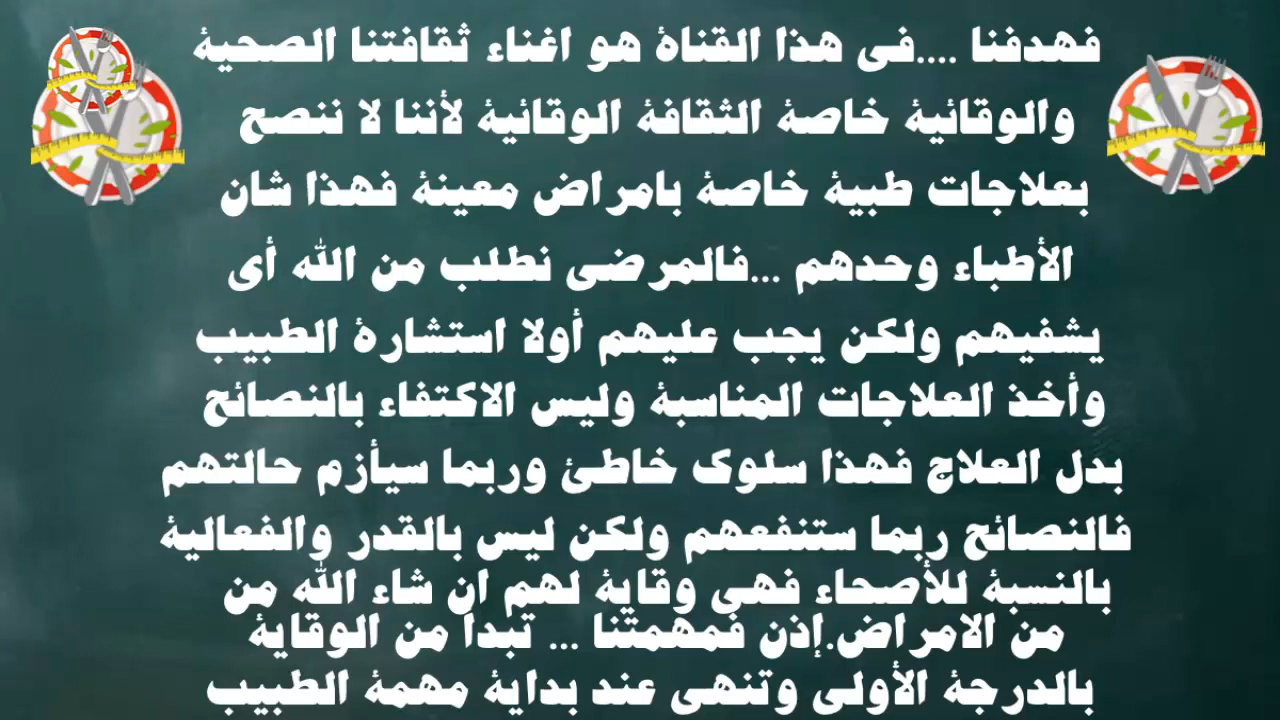 فهدفنا ....فى هذا القناة هو اغناء ثقافتنا الصحية
والوقائية خاصة الثقافة الوقائية لأننا لا ننصح
بعلاجات طبية خاصة بامراض معينة فهذا شان
الأطباء وحدهم ...فالمرضى نطلب من الله أى
يشفيهم ولكن يجب عليهم أولا استشارة الطبيب
وأخذ العلاجات المناسبة وليس الاكتفاء بالنصائح
بدل العلاج فهذا سلوك خاطئ وربما سيأزم حالتهم
فالنصائح ربما ستنفعهم ولكن ليس بالقدر والفعالية
بالنسبة للأصحاء فهى وقاية لهم ان شاء الله من
من الامراض.إذن فمهمتنا ... تبدأ من الوقاية
بالدرجة الأولى وتنهى عند بداية مهمة الطبيب